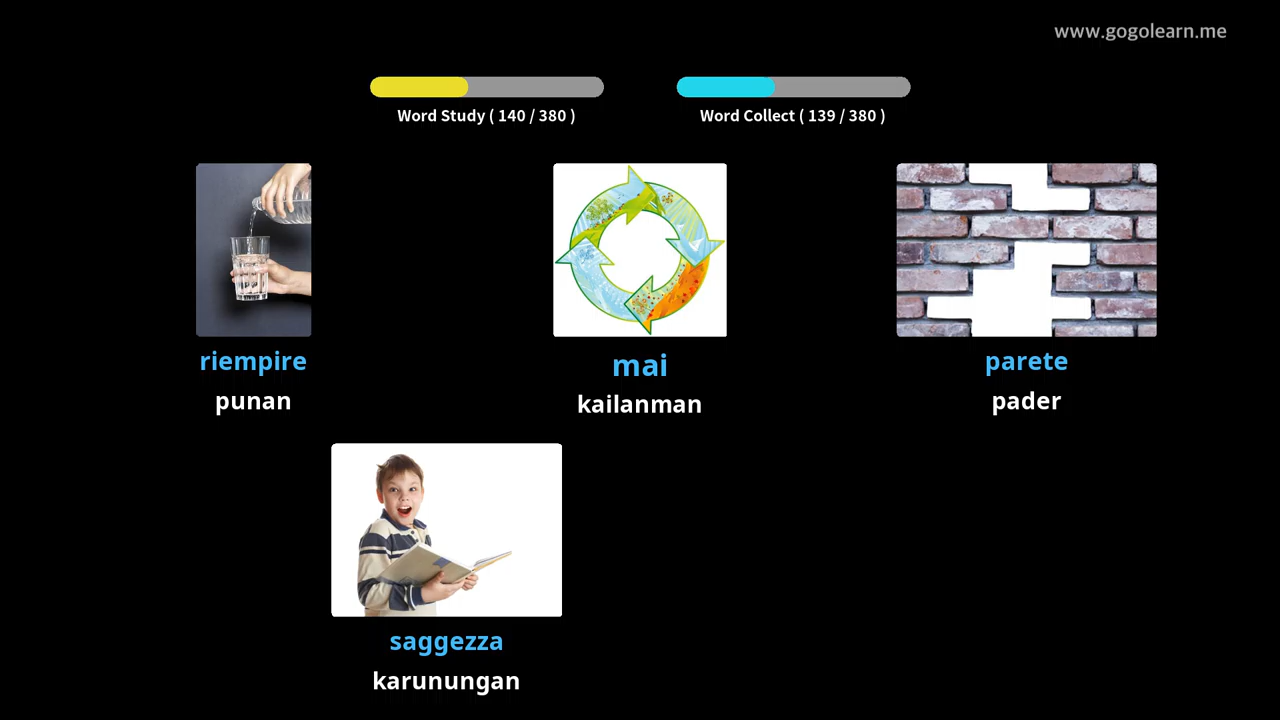 www.gogolearn.me
Word Study ( 140 / 380 )
Word Collect ( 139 / 380 )
riempire
punan
mai
kailanman
parete
pader
saggezza
karunungan